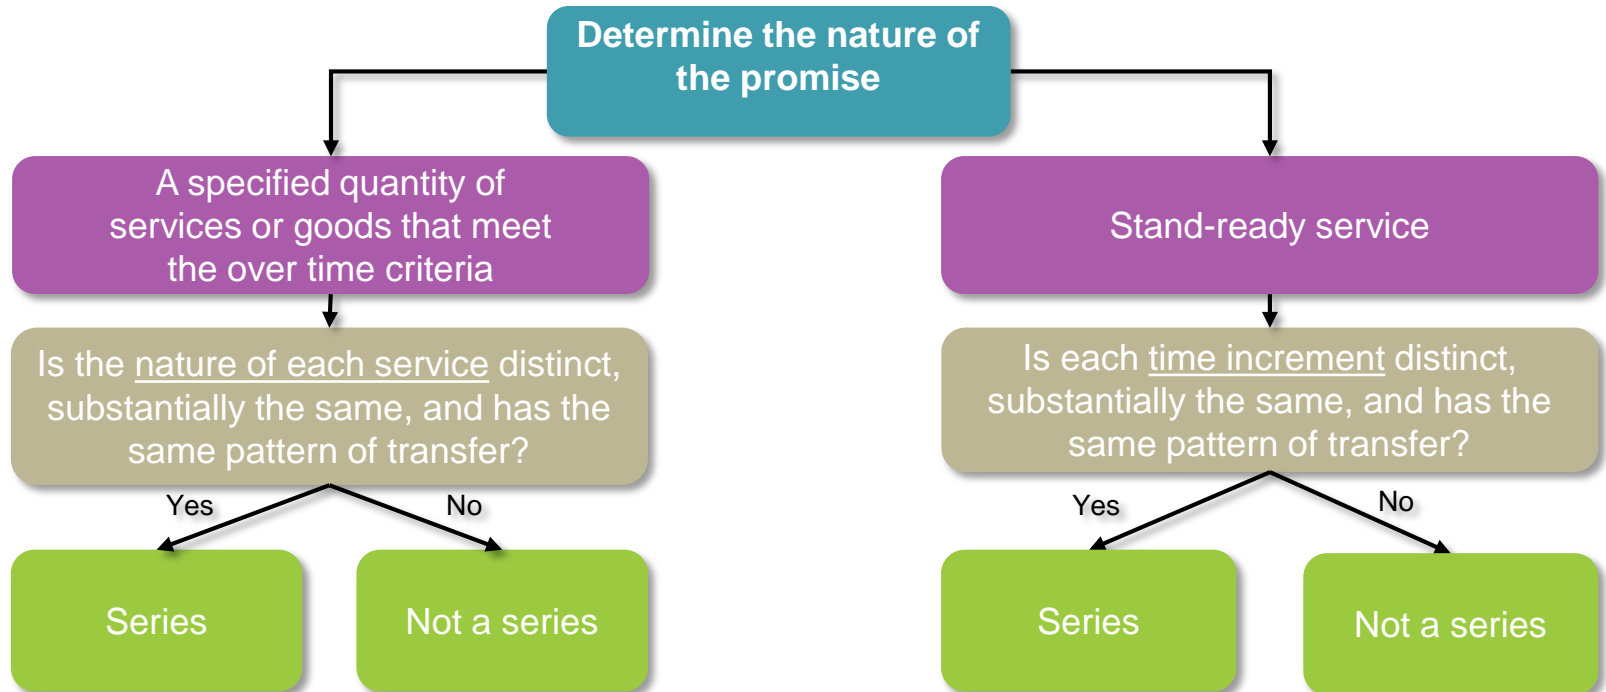 Determine the nature of
the promise
A specified quantity of
services or goods that meet
the over time criteria
Stand-ready service
Is the nature of each service distinct,
substantially the same, and has the
same pattern of transfer?
Is each time increment distinct,
substantially the same, and has the
same pattern of transfer?
Yes
No
Yes
No
Series
Not a series
Series
Not a series